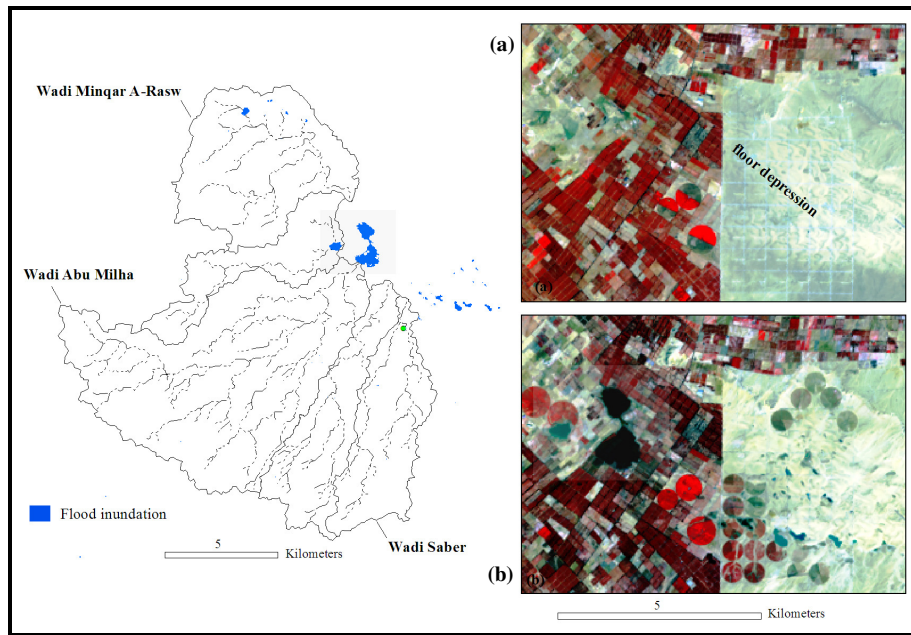 Wadi Minqar A-Rasw
Wadi Abu Milha
Flood inundation
5
Kilometers
Wadi Saber
(a)
floor depression
(a)
(b)
(b)
5
Kilometers